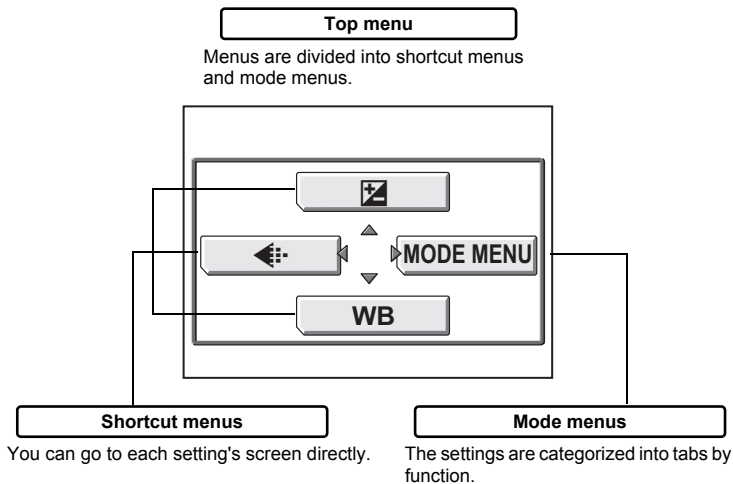 Top menu
Menus are divided into shortcut menus
and mode menus.
MODE MENU
WB
Shortcut menus
You can go to each setting's screen directly.
Mode menus
The settings are categorized into tabs by
function.